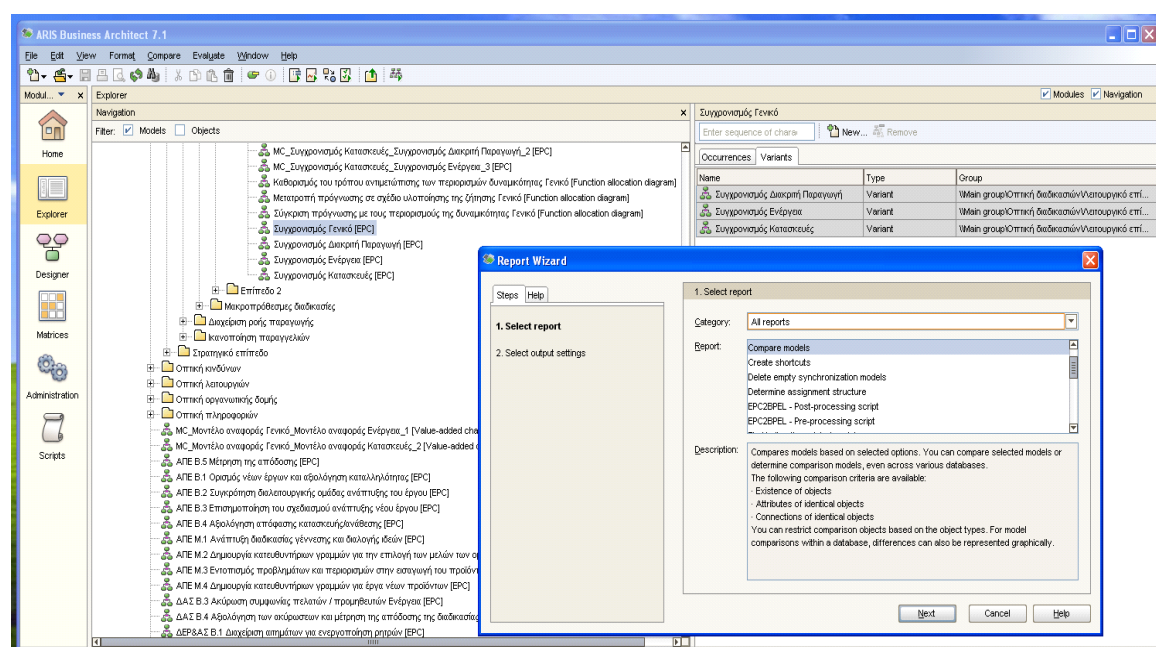 ARIS Business Architect 7.1
File Edit View Format Compare Evaluate Window Help
Modul... x Explorer Modules Navigation
Navigation x
Filter: Models Objects
Home
Explorer
Designer
Matrices
Administration
Scripts
MC_Συγχρονισμός Κατασκευές_Συγχρονισμός Διακριτή Παραγωγή_2 [EPC]
MC_Συγχρονισμός Κατασκευές_Συγχρονισμός Ενέργεια_3 [EPC]
Καθορισμός του τρόπου αντιμετώπισης των περιορισμών δυναμικότητας Γενικό [Function allocation diagram]
Μετατροπή πρόγνωσης σε σχέδιο υλοποίησης της ζήτησης Γενικό [Function allocation diagram]
Σύγκριση πρόγνωσης με τους περιορισμούς της δυναμικότητας Γενικό [Function allocation diagram]
Συγχρονισμός Γενικό [EPC]
Συγχρονισμός Διακριτή Παραγωγή [EPC]
Συγχρονισμός Ενέργεια [EPC]
Συγχρονισμός Κατασκευές [EPC]
Επίπεδο 2
Μακροπρόθεσμες διαδικασίες
Διαχείριση ροής παραγωγής
Ικανοποίηση παραγγελιών
Στρατηγικό επίπεδο
Οπτική κινδύνων
Οπτική λειτουργιών
Οπτική οργανωτικής δομής
Οπτική πληροφοριών
MC_Μοντέλο αναφοράς Γενικό_Μοντέλο αναφοράς Ενέργεια_1 [Value-added cha
MC_Μοντέλο αναφοράς Γενικό_Μοντέλο αναφοράς Κατασκευές_2 [Value-added c
ΑΠΕ Β.5 Μέτρηση της απόδοσης [EPC]
ΑΠΕ Β.1 Ορισμός νέων έργων και αξιολόγηση καταλληλότητας [EPC]
ΑΠΕ Β.2 Συγκρότηση διαλειτουργικής ομάδας ανάπτυξης του έργου [EPC]
ΑΠΕ Β.3 Επισημοποίηση του σχεδιασμού ανάπτυξης νέου έργου [EPC]
ΑΠΕ Β.4 Αξιολόγηση απόφασης κατασκευής/ανάθεσης [EPC]
ΑΠΕ Μ.1 Ανάπτυξη διαδικασίας γέννεσης και διαλογής ιδεών [EPC]
ΑΠΕ Μ.2 Δημιουργία κατευθυντήριων γραμμών για την επιλογή των μελών των ο
ΑΠΕ Μ.3 Εντοπισμός προβλημάτων και περιορισμών στην εισαγωγή του προϊόν
ΑΠΕ Μ.4 Δημιουργία κατευθυντήριων γραμμών για έργα νέων προϊόντων [EPC]
ΔΑΣ Β.3 Ακύρωση συμφωνίας πελατών / προμηθευτών Ενέργεια [EPC]
ΔΑΣ Β.4 Αξιολόγηση των ακύρωσεων και μέτρηση της απόδοσης της διαδικασίας
ΔΕΡ&ΑΣ Β.1 Διαχείριση αιτημάτων για ενεργοποίηση ρητρών [EPC]
Συγχρονισμός Γενικό
Enter sequence of chara New... Remove
Occurrences Variants
Name Type Group
Συγχρονισμός Διακριτή Παραγωγή Variant \\Main group\Οπτική διαδικασιών\Λειτουργικό επί...
Συγχρονισμός Ενέργεια Variant \\Main group\Οπτική διαδικασιών\Λειτουργικό επί...
Συγχρονισμός Κατασκευές Variant \\Main group\Οπτική διαδικασιών\Λειτουργικό επί...
Report Wizard
Steps Help
1. Select report
2. Select output settings
1. Select report
Category: All reports
Report: Compare models
Create shortcuts
Delete empty synchronization models
Determine assignment structure
EPC2BPEL - Post-processing script
EPC2BPEL - Pre-processing script
Description: Compares models based on selected options. You can compare selected models or
determine comparison models, even across various databases.
The following comparison criteria are available:
- Existence of objects
- Attributes of identical objects
- Connections of identical objects
You can restrict comparison objects based on the object types. For model
comparisons within a database, differences can also be represented graphically.
Next Cancel Help